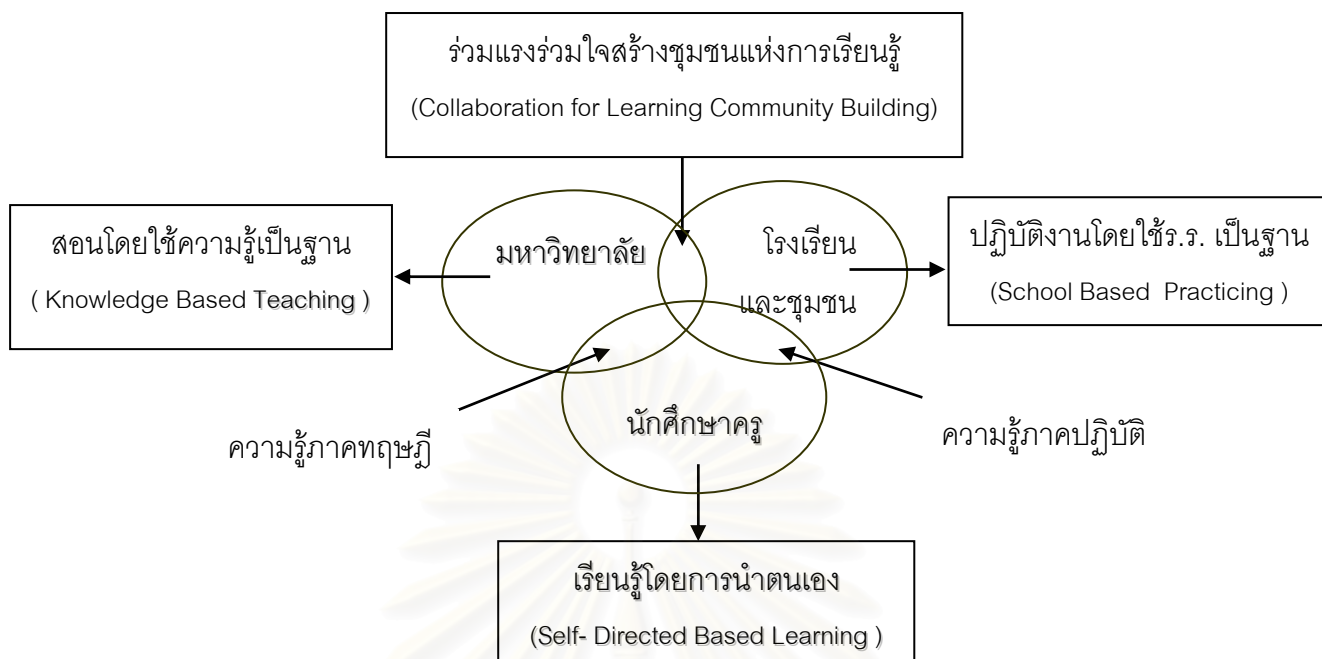 ร่วมแรงร่วมใจสร้างชุมชนแห่งการเรียนรู้
(Collaboration for Learning Community Building)
สอนโดยใช้ความรู้เป็นฐาน
( Knowledge Based Teaching )
มหาวิทยาลัย
โรงเรียน
และชุมชน
ปฏิบัติงานโดยใช้ร.ร. เป็นฐาน
(School Based Practicing )
ความรู้ภาคทฤษฎี
นักศึกษาครู
ความรู้ภาคปฏิบัติ
เรียนรู้โดยการนำตนเอง
(Self- Directed Based Learning )